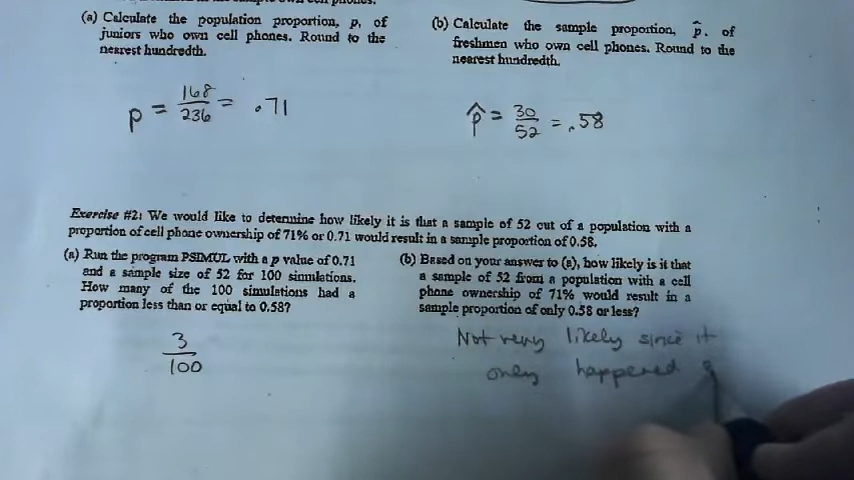 (a) Calculate the population proportion, p, of
juniors who own cell phones. Round to the
nearest hundredth.
p = 168/236 = .71
(b) Calculate the sample proportion, p̂, of
freshmen who own cell phones. Round to the
nearest hundredth.
p̂ = 30/52 = .58
Exercise #2: We would like to determine how likely it is that a sample of 52 out of a population with a
proportion of cell phone ownership of 71% or 0.71 would result in a sample proportion of 0.58.
(a) Run the program PSIMUL with a p value of 0.71
and a sample size of 52 for 100 simulations.
How many of the 100 simulations had a
proportion less than or equal to 0.58?
3/100
(b) Based on your answer to (a), how likely is it that
a sample of 52 from a population with a cell
phone ownership of 71% would result in a
sample proportion of only 0.58 or less?
Not very likely since it
only happened